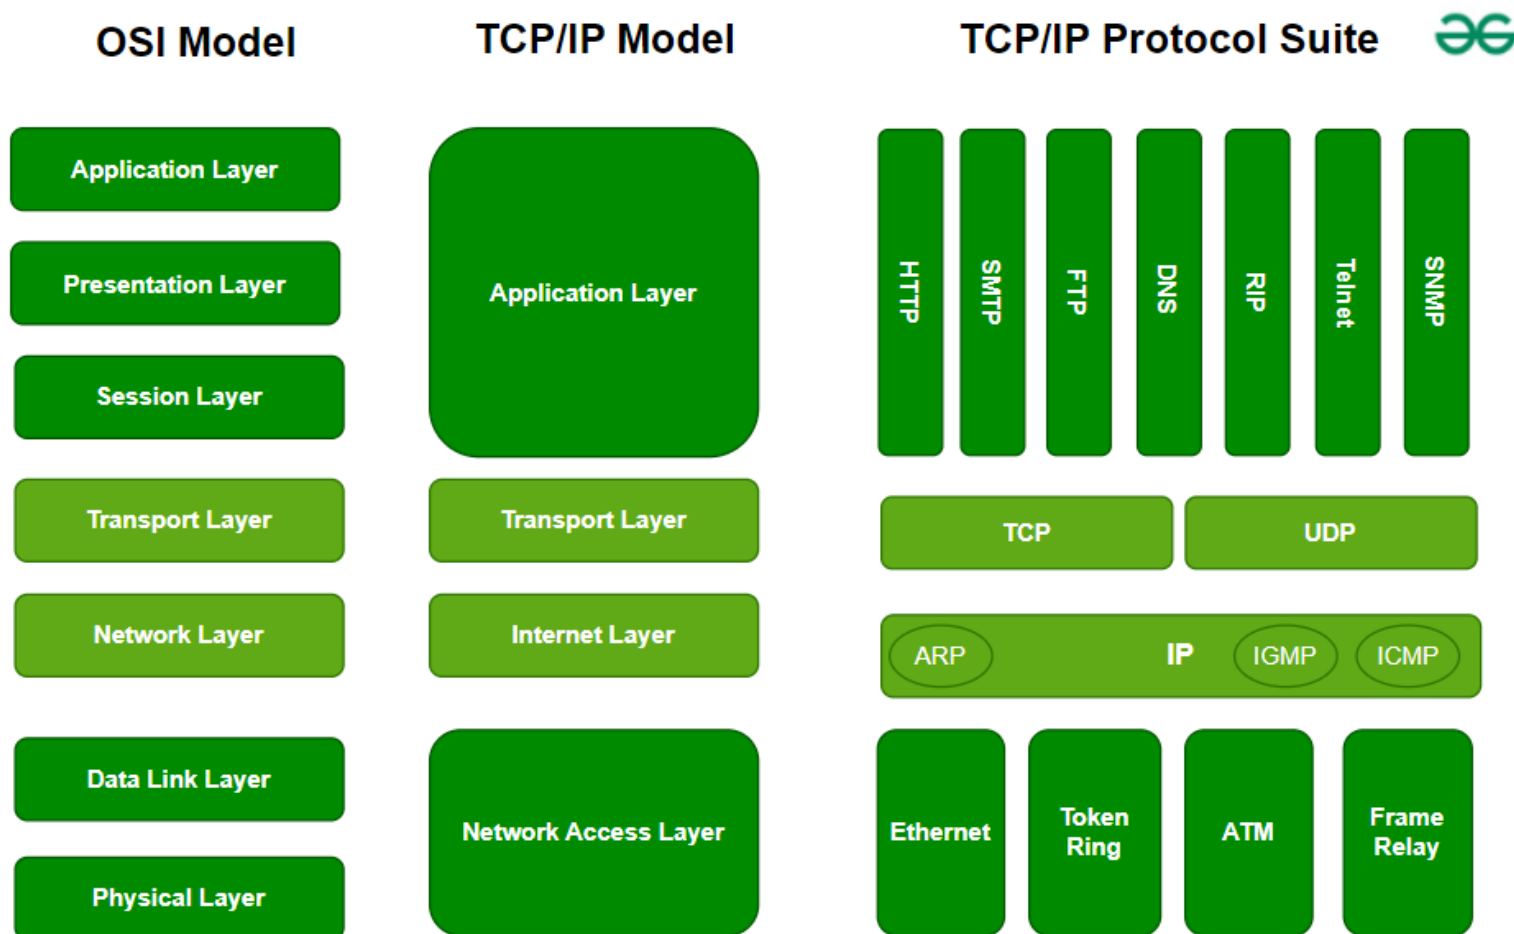 OSI Model
TCP/IP Model
TCP/IP Protocol Suite
Application Layer
Presentation Layer
Session Layer
Transport Layer
Network Layer
Data Link Layer
Physical Layer
Application Layer
Transport Layer
Internet Layer
Network Access Layer
HTTP
SMTP
FTP
DNS
RIP
Telnet
SNMP
TCP
UDP
ARP
IP
IGMP
ICMP
Ethernet
Token
Ring
ATM
Frame
Relay